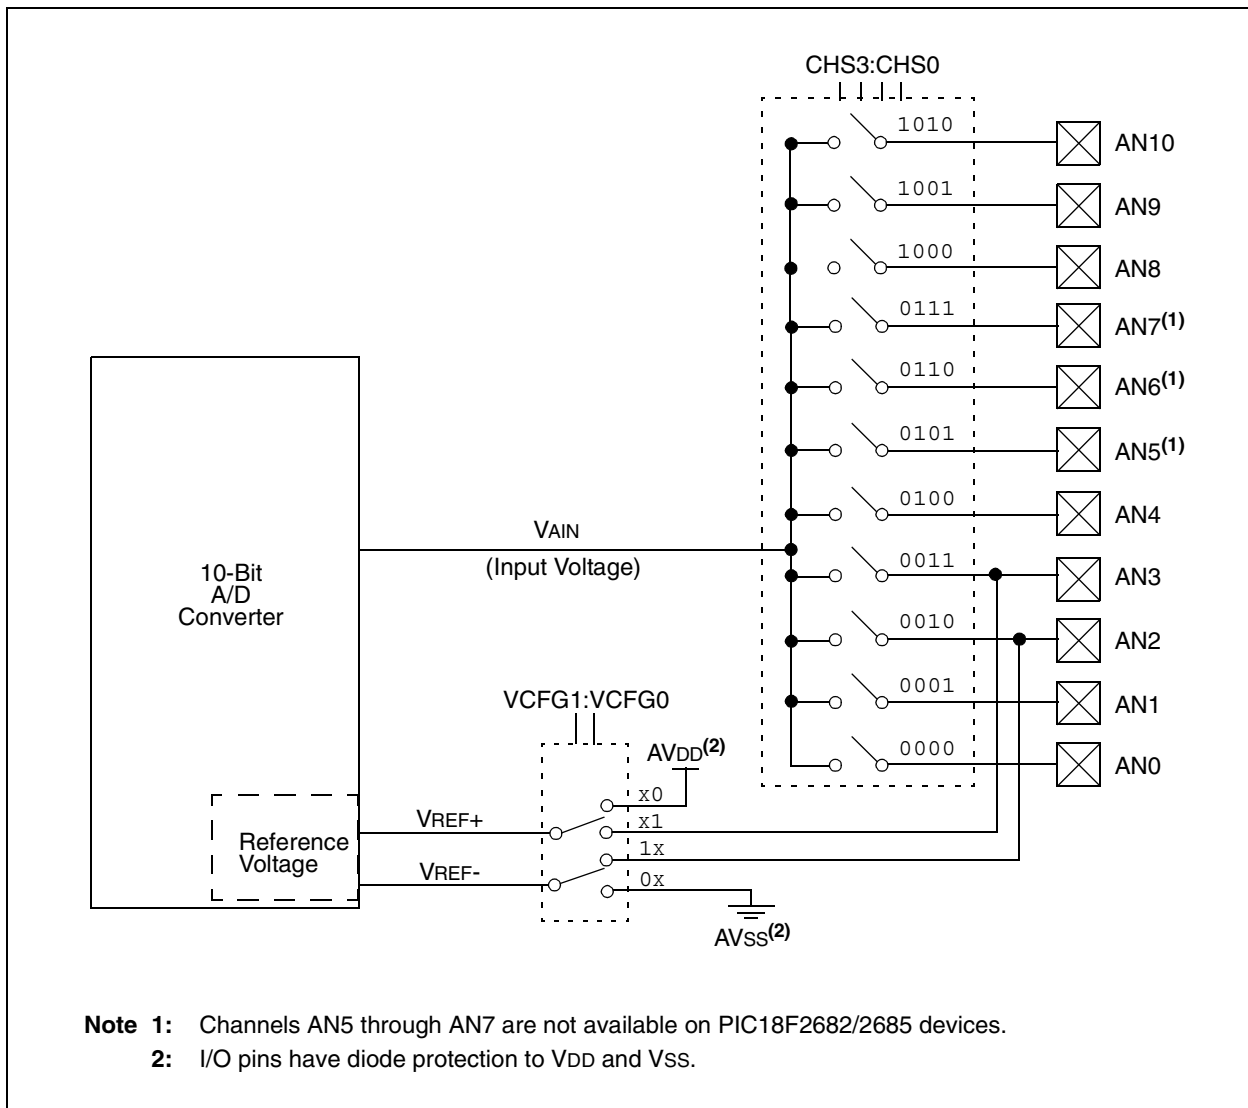 CHS3:CHS0
1010
AN10
1001
AN9
1000
AN8
0111
AN7(1)
0110
AN6(1)
0101
AN5(1)
0100
AN4
VAIN
(Input Voltage)
0011
AN3
10-Bit
A/D
Converter
0010
AN2
0001
AN1
VCFG1:VCFG0
0000
AN0
AVDD(2)
x0
VREF+
x1
Reference
Voltage
1x
VREF-
0x
AVSS(2)
Note 1: Channels AN5 through AN7 are not available on PIC18F2682/2685 devices.
2: I/O pins have diode protection to VDD and VSS.